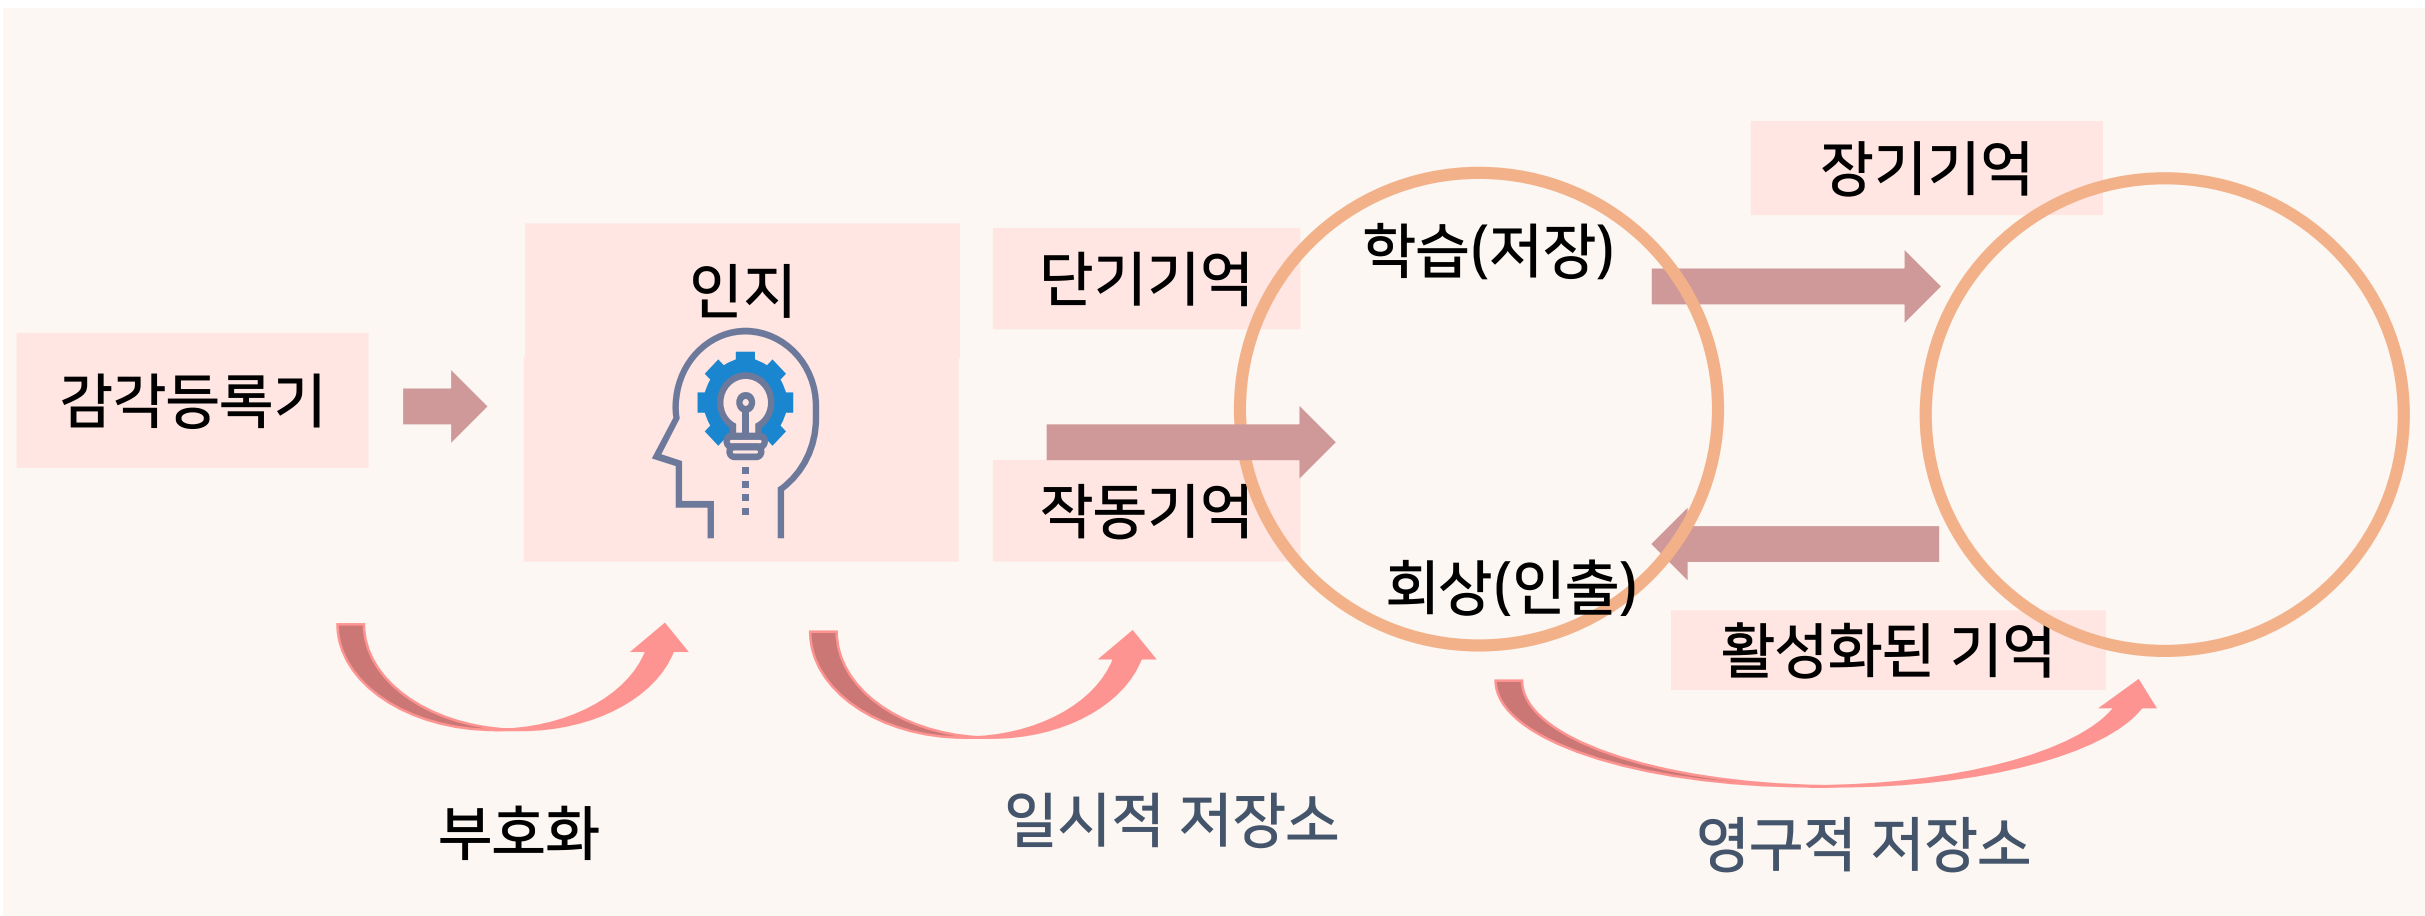 감각등록기
인지
단기기억
작동기억
학습(저장)
회상(인출)
장기기억
활성화된 기억
부호화
일시적 저장소
영구적 저장소